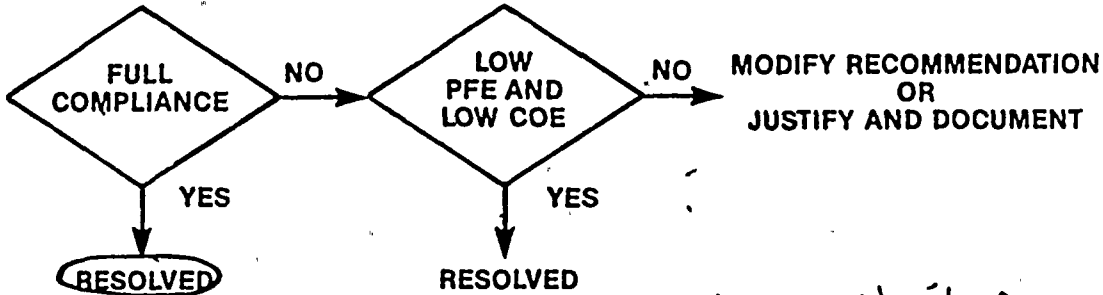 FULL
COMPLIANCE
NO
LOW
PFE AND
LOW COE
NO
MODIFY RECOMMENDATION
OR
JUSTIFY AND DOCUMENT
YES
YES
RESOLVED
RESOLVED